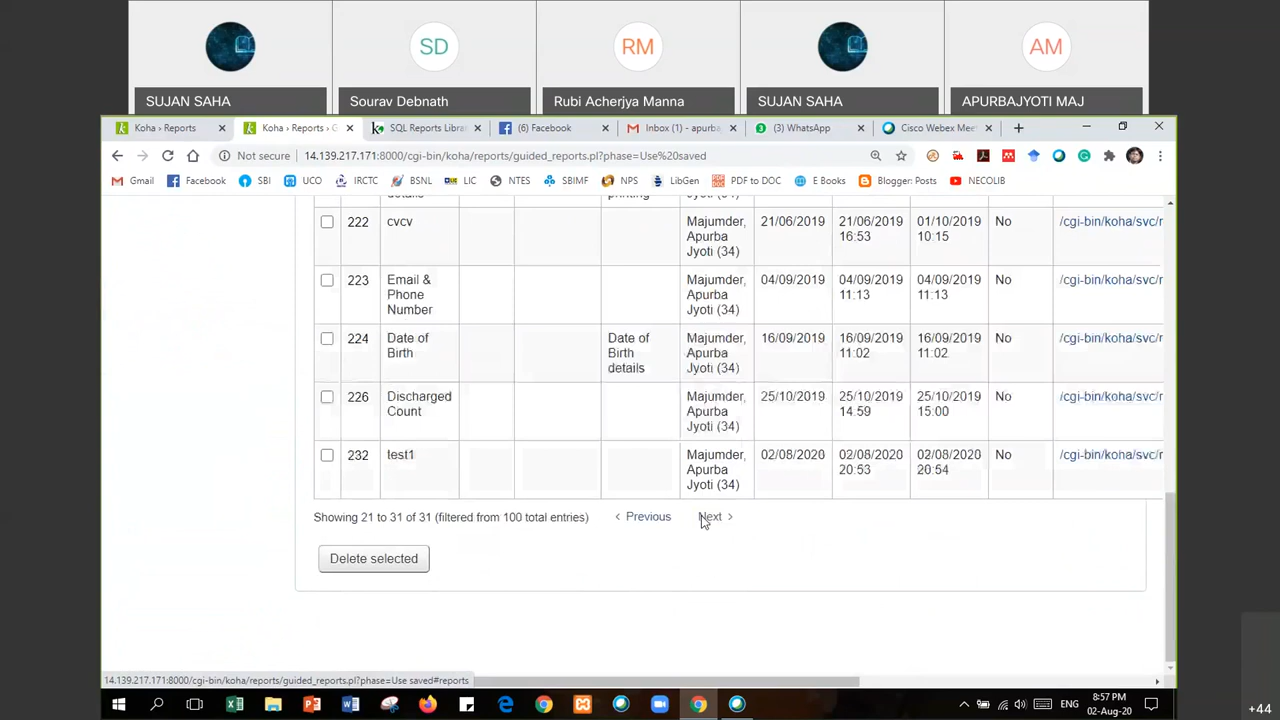 SD
RM
AM
SUJAN SAHA
Sourav Debnath
Rubi Acherjya Manna
SUJAN SAHA
APURBAJYOTI MAJ
Koha › Reports
Koha › Reports › G
SQL Reports Libra
(6) Facebook
Inbox (1) - apurba
(3) WhatsApp
Cisco Webex Mee
Not secure 14.139.217.171:8000/cgi-bin/koha/reports/guided_reports.pl?phase=Use%20saved
Gmail Facebook SBI UCO IRCTC BSNL LIC NTES SBIMF NPS LibGen PDF to DOC E Books Blogger: Posts NECOLIB
details
printing
Jyoti (34)
222 cvcv Majumder, 21/06/2019 21/06/2019 01/10/2019 No /cgi-bin/koha/svc/r
Apurba 16:53 10:15
Jyoti (34)
223 Email & Majumder, 04/09/2019 04/09/2019 04/09/2019 No /cgi-bin/koha/svc/r
Phone Apurba 11:13 11:13
Number Jyoti (34)
224 Date of Date of Majumder, 16/09/2019 16/09/2019 16/09/2019 No /cgi-bin/koha/svc/r
Birth Birth Apurba 11:02 11:02
details Jyoti (34)
226 Discharged Majumder, 25/10/2019 25/10/2019 25/10/2019 No /cgi-bin/koha/svc/r
Count Apurba 14:59 15:00
Jyoti (34)
232 test1 Majumder, 02/08/2020 02/08/2020 02/08/2020 No /cgi-bin/koha/svc/r
Apurba 20:53 20:54
Jyoti (34)
Showing 21 to 31 of 31 (filtered from 100 total entries) ‹ Previous Next ›
Delete selected
14.139.217.171:8000/cgi-bin/koha/reports/guided_reports.pl?phase=Use saved#reports
ENG
8:57 PM
02-Aug-20
+44